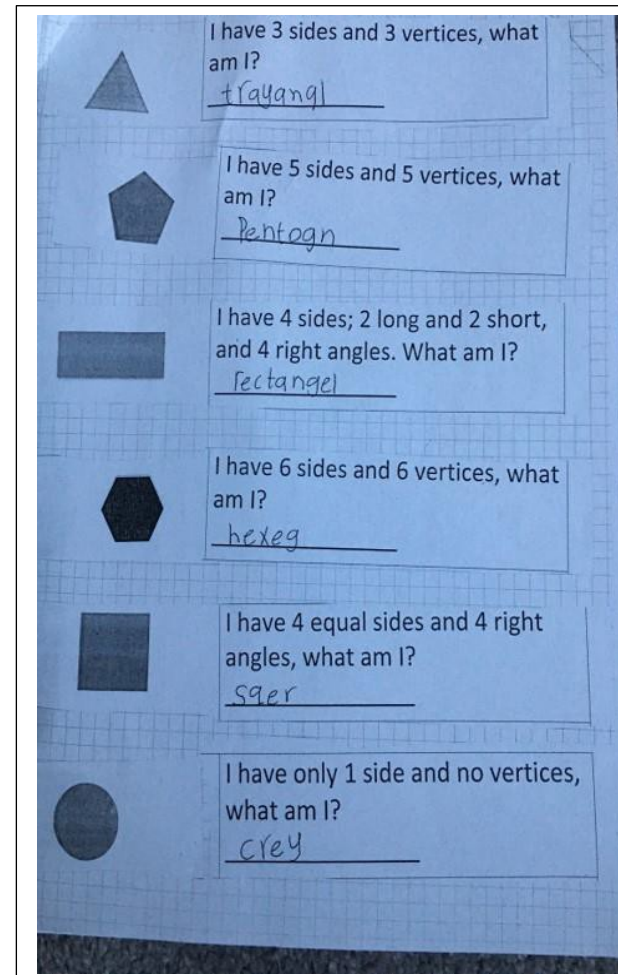 I have 3 sides and 3 vertices, what
am I?
trayangl
I have 5 sides and 5 vertices, what
am I?
Pentogn
I have 4 sides; 2 long and 2 short,
and 4 right angles. What am I?
rectangel
I have 6 sides and 6 vertices, what
am I?
hexeg
I have 4 equal sides and 4 right
angles, what am I?
sqer
I have only 1 side and no vertices,
what am I?
crey